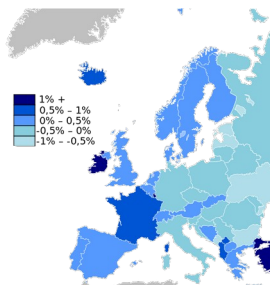 1% +
0,5% – 1%
0% – 0,5%
-0,5% – 0%
-1% – -0,5%